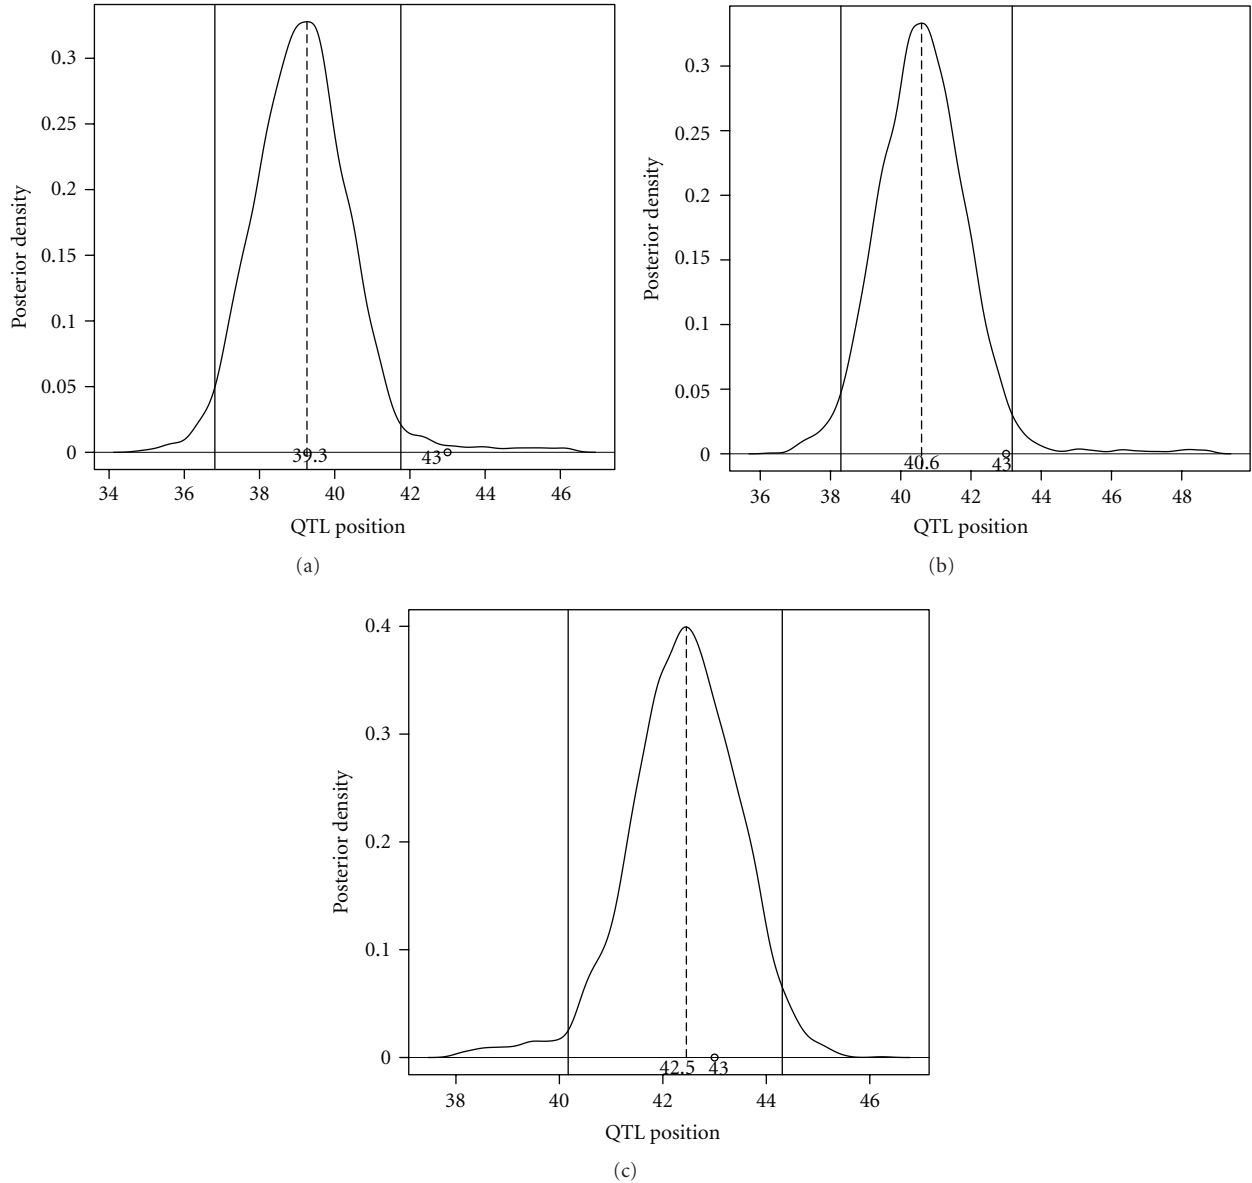 Posterior density
0.3
0.25
0.2
0.15
0.1
0.05
0
39.3
43
34 36 38 40 42 44 46
QTL position
(a)
Posterior density
0.3
0.25
0.2
0.15
0.1
0.05
0
40.6
43
36 38 40 42 44 46 48
QTL position
(b)
Posterior density
0.4
0.3
0.2
0.1
0
42.5
43
38 40 42 44 46
QTL position
(c)